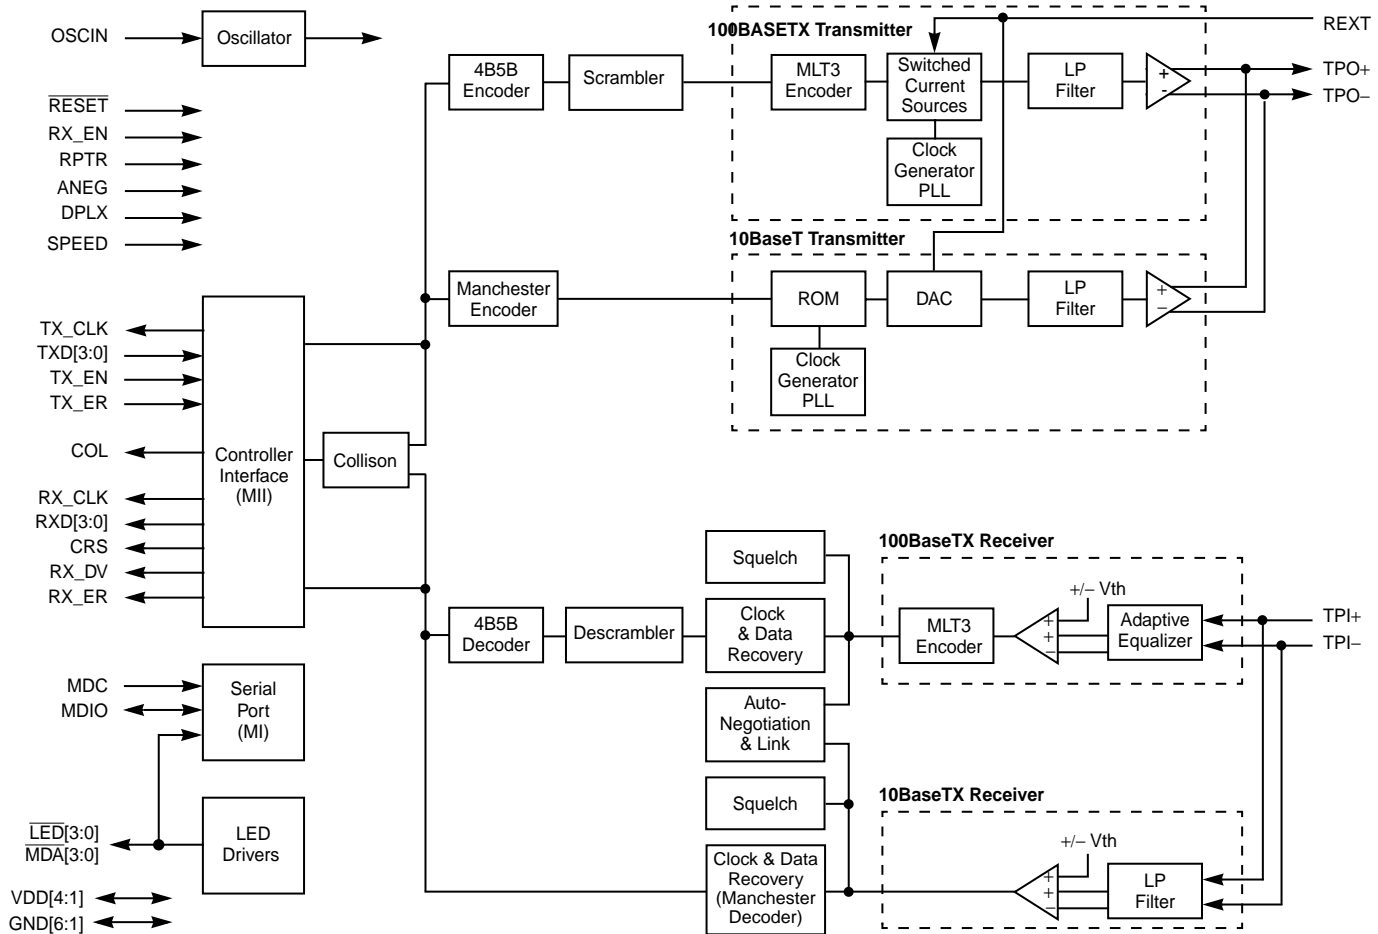 OSCIN
Oscillator
RESET
RX_EN
RPTR
ANEG
DPLX
SPEED
TX_CLK
TXD[3:0]
TX_EN
TX_ER
COL
RX_CLK
RXD[3:0]
CRS
RX_DV
RX_ER
Controller
Interface
(MII)
Collison
MDC
MDIO
Serial
Port
(MI)
LED[3:0]
MDA[3:0]
LED
Drivers
VDD[4:1]
GND[6:1]
4B5B
Encoder
Scrambler
100BASETX Transmitter
MLT3
Encoder
Switched
Current
Sources
Clock
Generator
PLL
LP
Filter
+
-
REXT
TPO+
TPO–
Manchester
Encoder
10BaseT Transmitter
ROM
Clock
Generator
PLL
DAC
LP
Filter
+
–
4B5B
Decoder
Descrambler
Squelch
Clock
& Data
Recovery
Auto-
Negotiation
& Link
Squelch
Clock & Data
Recovery
(Manchester
Decoder)
100BaseTX Receiver
MLT3
Encoder
+/– Vth
+
+
–
Adaptive
Equalizer
TPI+
TPI–
10BaseTX Receiver
+/– Vth
+
+
–
LP
Filter